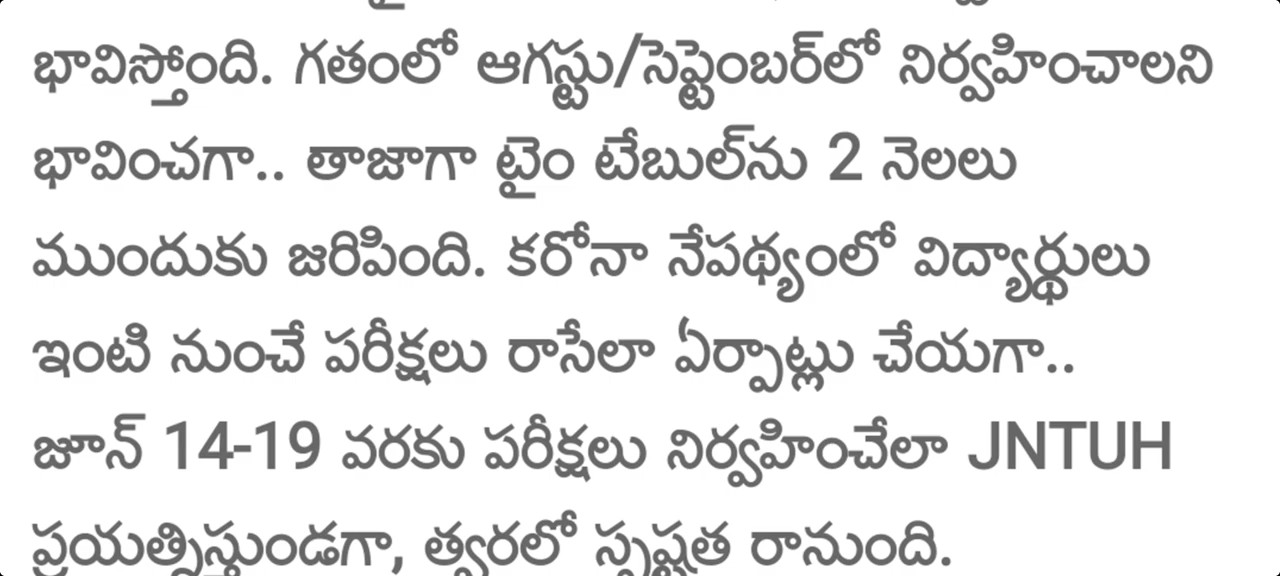 భావిస్తోంది. గతంలో ఆగస్టు/సెప్టెంబర్‌లో నిర్వహించాలని
భావించగా.. తాజాగా టైం టేబుల్‌ను 2 నెలలు
ముందుకు జరిపింది. కరోనా నేపథ్యంలో విద్యార్థులు
ఇంటి నుంచే పరీక్షలు రాసేలా ఏర్పాట్లు చేయగా..
జూన్ 14-19 వరకు పరీక్షలు నిర్వహించేలా JNTUH
ప్రయత్నిస్తుండగా, త్వరలో స్పష్టత రానుంది.